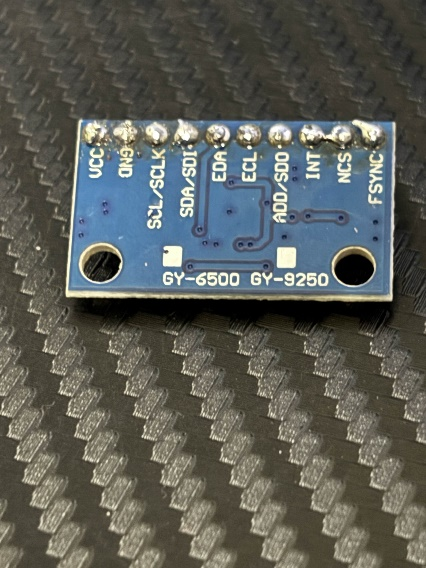 VCC
GND
SCL/SCLK
SDA/SDI
EDA
ECL
ADD/SDO
INT
NCS
FSYNC
GY-6500 GY-9250